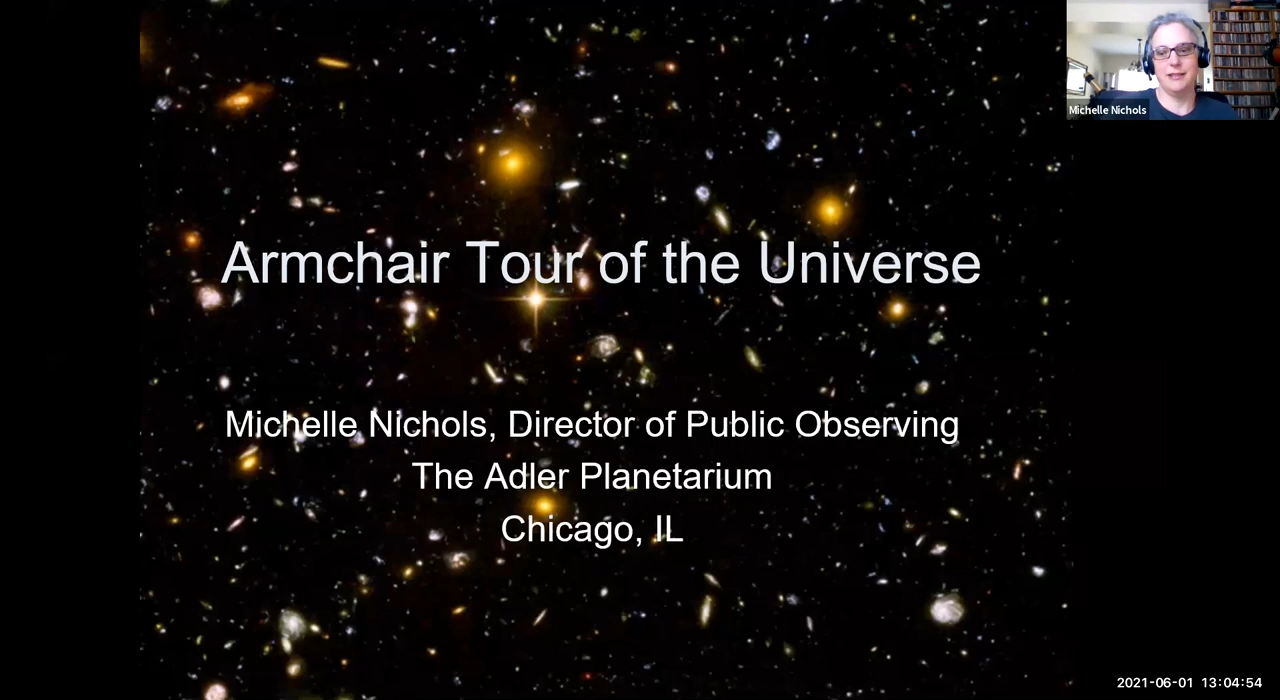 Michelle Nichols
Armchair Tour of the Universe
Michelle Nichols, Director of Public Observing
The Adler Planetarium
Chicago, IL
2021-06-01 13:04:54